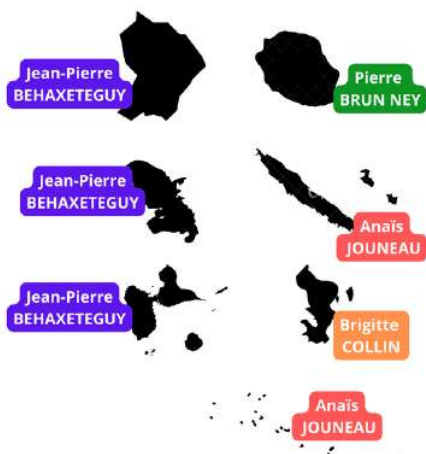 Jean-Pierre
BEHAXETEGUY
Pierre
BRUN NEY
Jean-Pierre
BEHAXETEGUY
Anaïs
JOUNEAU
Jean-Pierre
BEHAXETEGUY
Brigitte
COLLIN
Anaïs
JOUNEAU